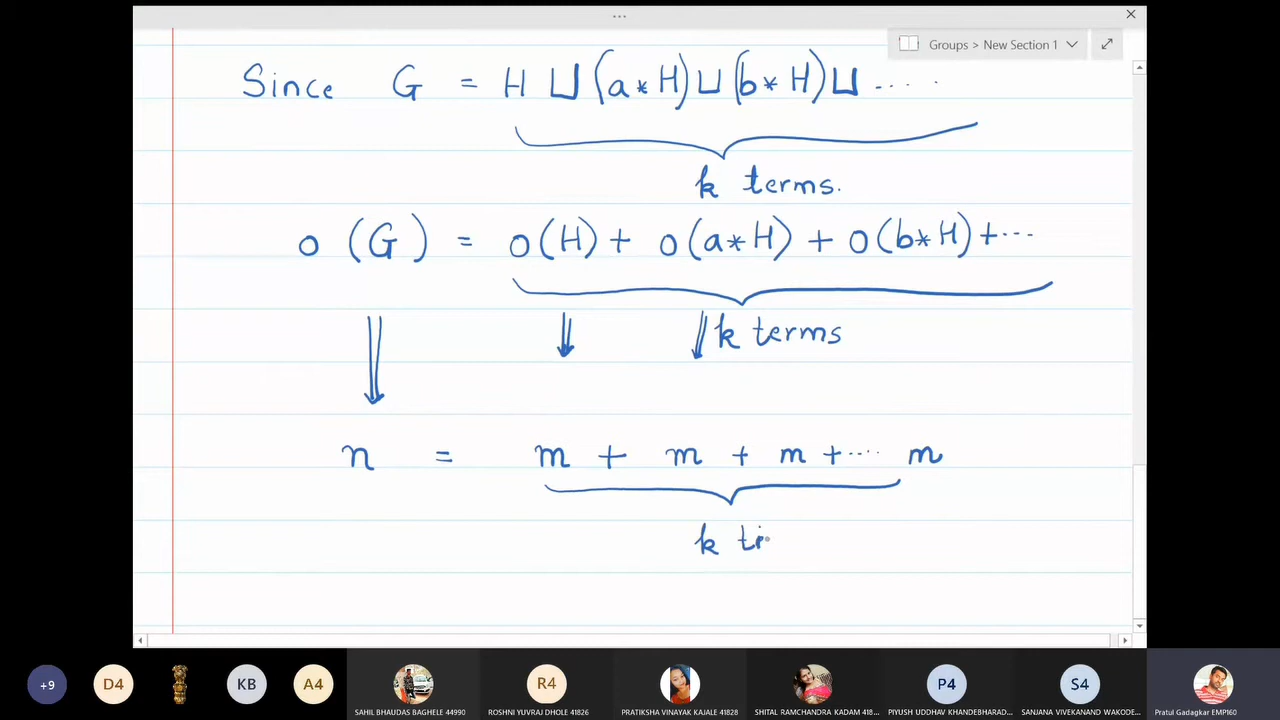 ...
Groups > New Section 1
Since G = H ⊔ (a * H) ⊔ (b * H) ⊔ ....
k terms.
o (G) = o(H) + o(a * H) + o(b * H) + ...
⇓ ⇓ ⇓ k terms
n = m + m + m + .... m
k ti
+9 D4 KB A4 R4 P4 S4
SAHIL BHAUDAS BAGHELE 44990 ROSHNI YUVRAJ DHOLE 41826 PRATIKSHA VINAYAK KAJALE 41828 SHITAL RAMCHANDRA KADAM 418... PIYUSH UDDHAV KHANDEBHARAD... SANJANA VIVEKANAND WAKODE... Pratul Gadagkar EMP160